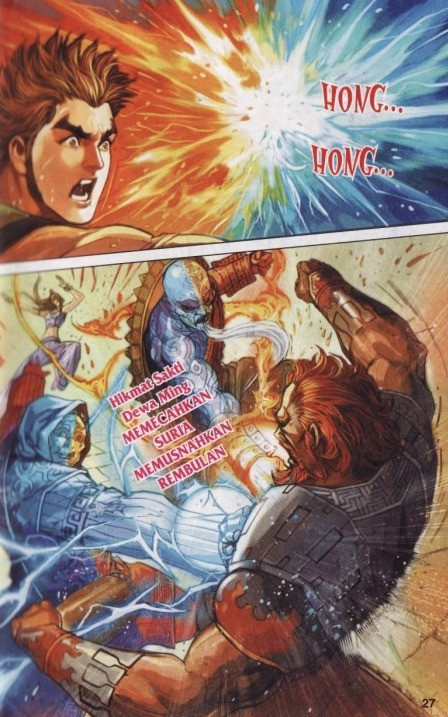 HONG...
HONG...
Hikmat Sakti
Dewa Ming
MEMECAHKAN
SURIA
MEMUSNAHKAN
REMBULAN
27